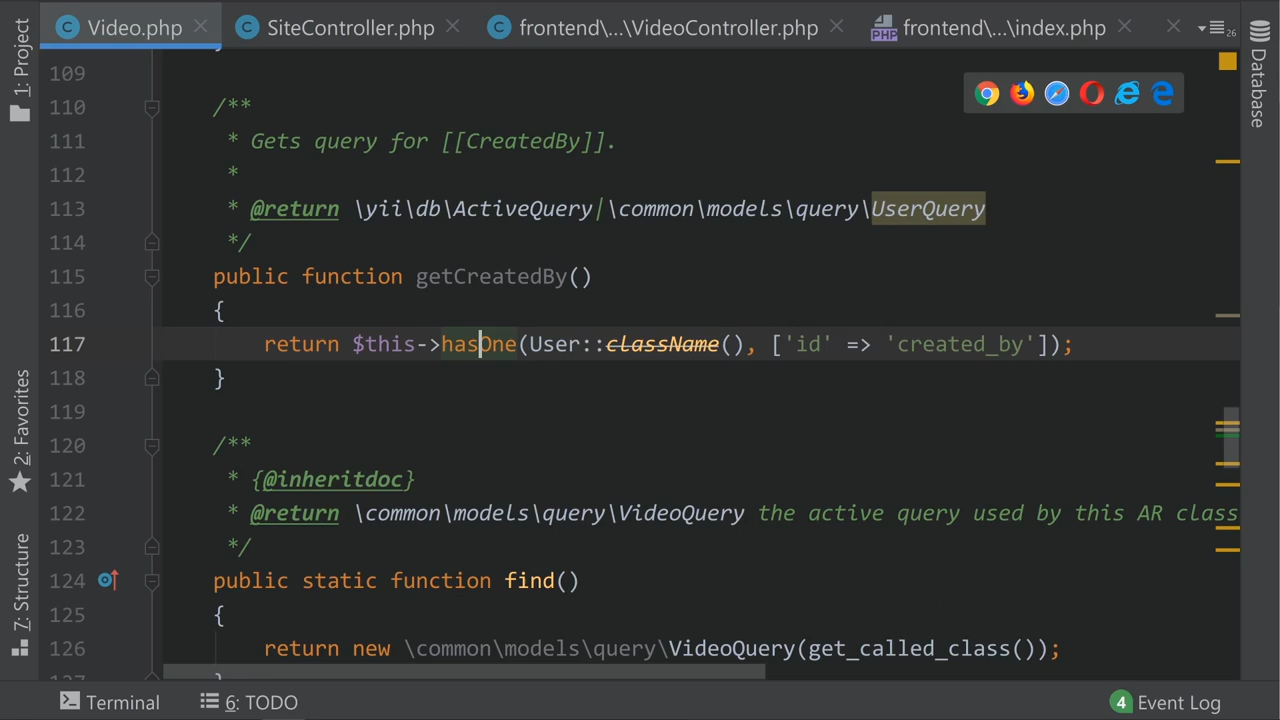 Video.php
SiteController.php
frontend\...\VideoController.php
frontend\...\index.php
26
1: Project
Database
2: Favorites
7: Structure
109
110 /**
111 * Gets query for [[CreatedBy]].
112 *
113 * @return \yii\db\ActiveQuery|\common\models\query\UserQuery
114 */
115 public function getCreatedBy()
116 {
117 return $this->hasOne(User::className(), ['id' => 'created_by']);
118 }
119
120 /**
121 * {@inheritdoc}
122 * @return \common\models\query\VideoQuery the active query used by this AR class
123 */
124 public static function find()
125 {
126 return new \common\models\query\VideoQuery(get_called_class());
Terminal
6: TODO
4 Event Log